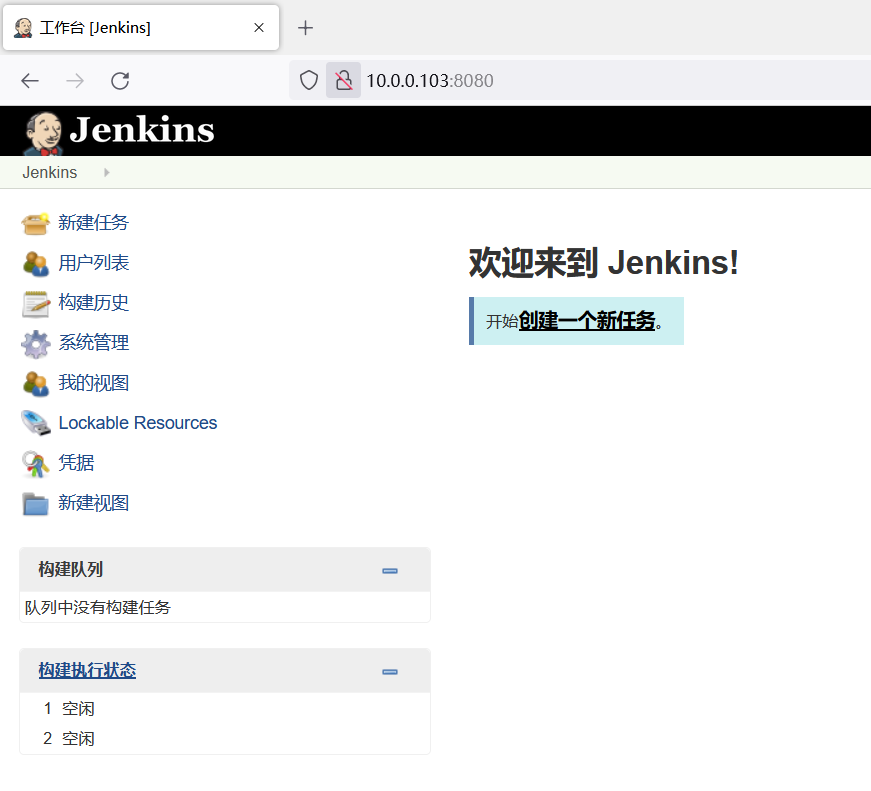 工作台 [Jenkins]
10.0.0.103:8080
Jenkins
Jenkins
新建任务
用户列表
构建历史
系统管理
我的视图
Lockable Resources
凭据
新建视图
欢迎来到 Jenkins!
开始创建一个新任务。
构建队列
队列中没有构建任务
构建执行状态
1 空闲
2 空闲